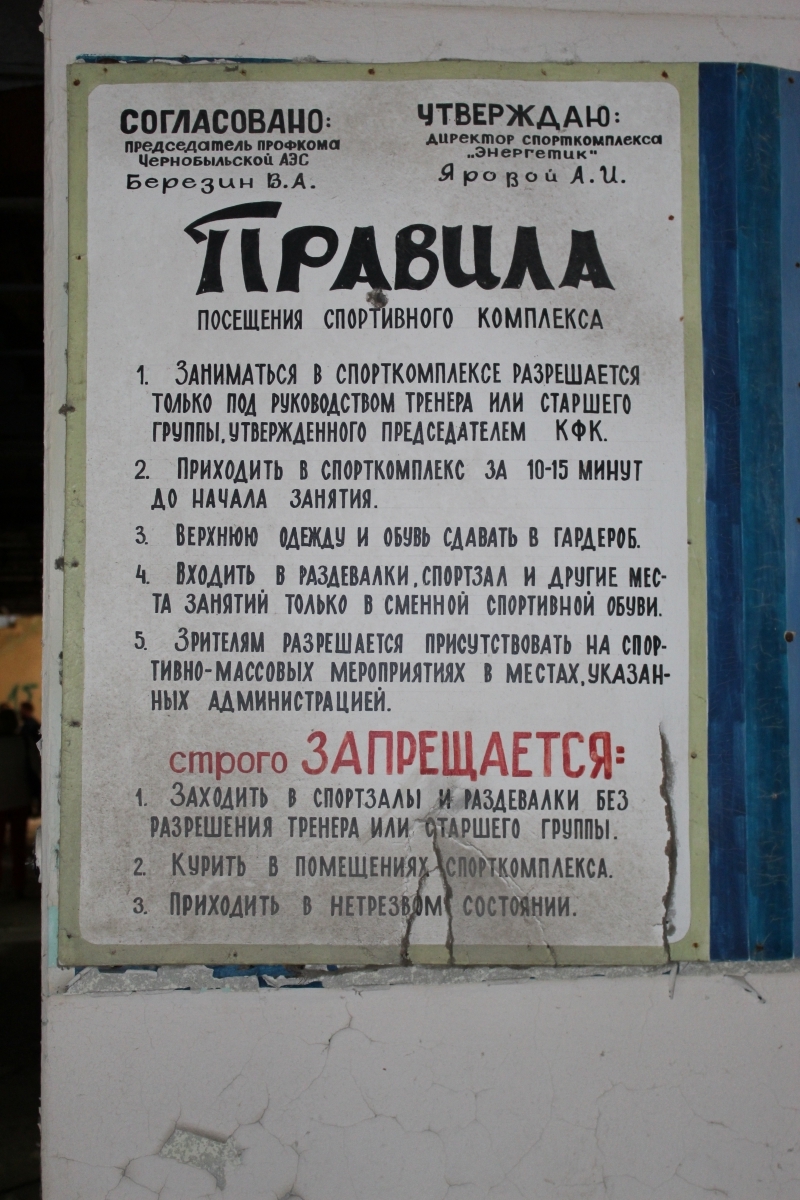 СОГЛАСОВАНО:
ПРЕДСЕДАТЕЛЬ ПРОФКОМА
ЧЕРНОБЫЛЬСКОЙ АЭС
БЕРЕЗИН В.А.
УТВЕРЖДАЮ:
ДИРЕКТОР СПОРТКОМПЛЕКСА
„ЭНЕРГЕТИК"
ЯРОВОЙ А.И.
ПРАВИЛА
ПОСЕЩЕНИЯ СПОРТИВНОГО КОМПЛЕКСА
1. ЗАНИМАТЬСЯ В СПОРТКОМПЛЕКСЕ РАЗРЕШАЕТСЯ
ТОЛЬКО ПОД РУКОВОДСТВОМ ТРЕНЕРА ИЛИ СТАРШЕГО
ГРУППЫ, УТВЕРЖДЕННОГО ПРЕДСЕДАТЕЛЕМ КФК.
2. ПРИХОДИТЬ В СПОРТКОМПЛЕКС ЗА 10-15 МИНУТ
ДО НАЧАЛА ЗАНЯТИЯ.
3. ВЕРХНЮЮ ОДЕЖДУ И ОБУВЬ СДАВАТЬ В ГАРДЕРОБ.
4. ВХОДИТЬ В РАЗДЕВАЛКИ, СПОРТЗАЛ И ДРУГИЕ МЕС-
ТА ЗАНЯТИЙ ТОЛЬКО В СМЕННОЙ СПОРТИВНОЙ ОБУВИ.
5. ЗРИТЕЛЯМ РАЗРЕШАЕТСЯ ПРИСУТСТВОВАТЬ НА СПОР-
ТИВНО-МАССОВЫХ МЕРОПРИЯТИЯХ В МЕСТАХ, УКАЗАН-
НЫХ АДМИНИСТРАЦИЕЙ.
строго ЗАПРЕЩАЕТСЯ:
1. ЗАХОДИТЬ В СПОРТЗАЛЫ И РАЗДЕВАЛКИ БЕЗ
РАЗРЕШЕНИЯ ТРЕНЕРА ИЛИ СТАРШЕГО ГРУППЫ.
2. КУРИТЬ В ПОМЕЩЕНИЯХ СПОРТКОМПЛЕКСА.
3. ПРИХОДИТЬ В НЕТРЕЗВОМ СОСТОЯНИИ.